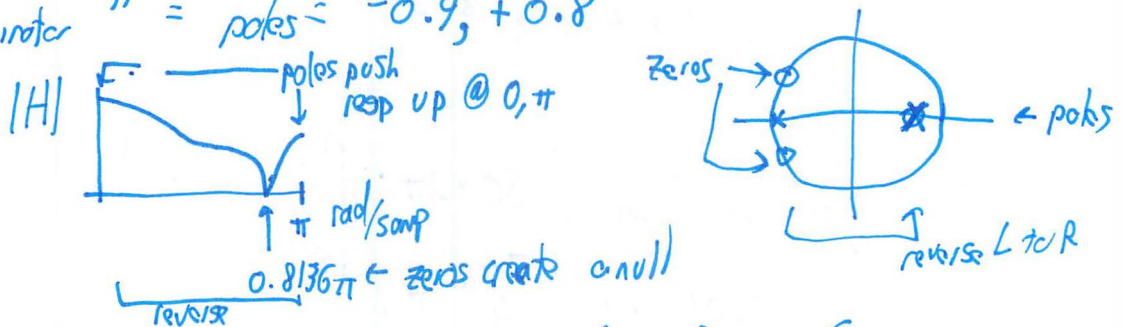 = poles = -0.9, + 0.8
poles push
resp up @ 0, π
|H|
π rad/samp
0.8136π ← zeros create a null
reverse
zeros →
← poles
reverse L to R